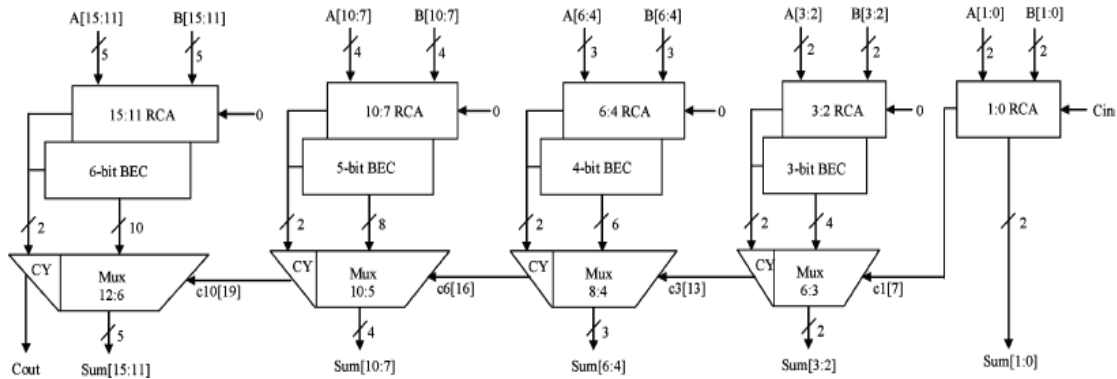 A[15:11] B[15:11] A[10:7] B[10:7] A[6:4] B[6:4] A[3:2] B[3:2] A[1:0] B[1:0]
5 5 4 4 3 3 2 2 2 2
15:11 RCA 0 10:7 RCA 0 6:4 RCA 0 3:2 RCA 0 1:0 RCA Cin
6-bit BEC 5-bit BEC 4-bit BEC 3-bit BEC
2 10 2 8 2 6 2 4 2
CY Mux 12:6 c10[19] CY Mux 10:5 c6[16] CY Mux 8:4 c3[13] CY Mux 6:3 c1[7]
5 4 3 2
Cout Sum[15:11] Sum[10:7] Sum[6:4] Sum[3:2] Sum[1:0]